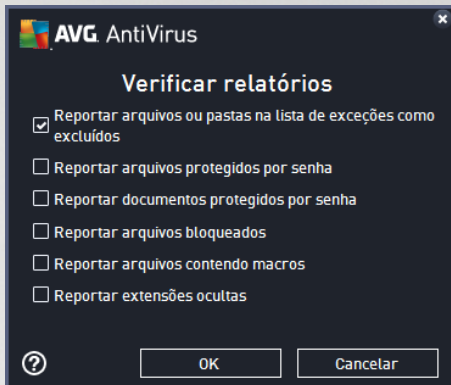 AVG AntiVirus
Verificar relatórios
Reportar arquivos ou pastas na lista de exceções como
excluídos
Reportar arquivos protegidos por senha
Reportar documentos protegidos por senha
Reportar arquivos bloqueados
Reportar arquivos contendo macros
Reportar extensões ocultas
?
OK
Cancelar